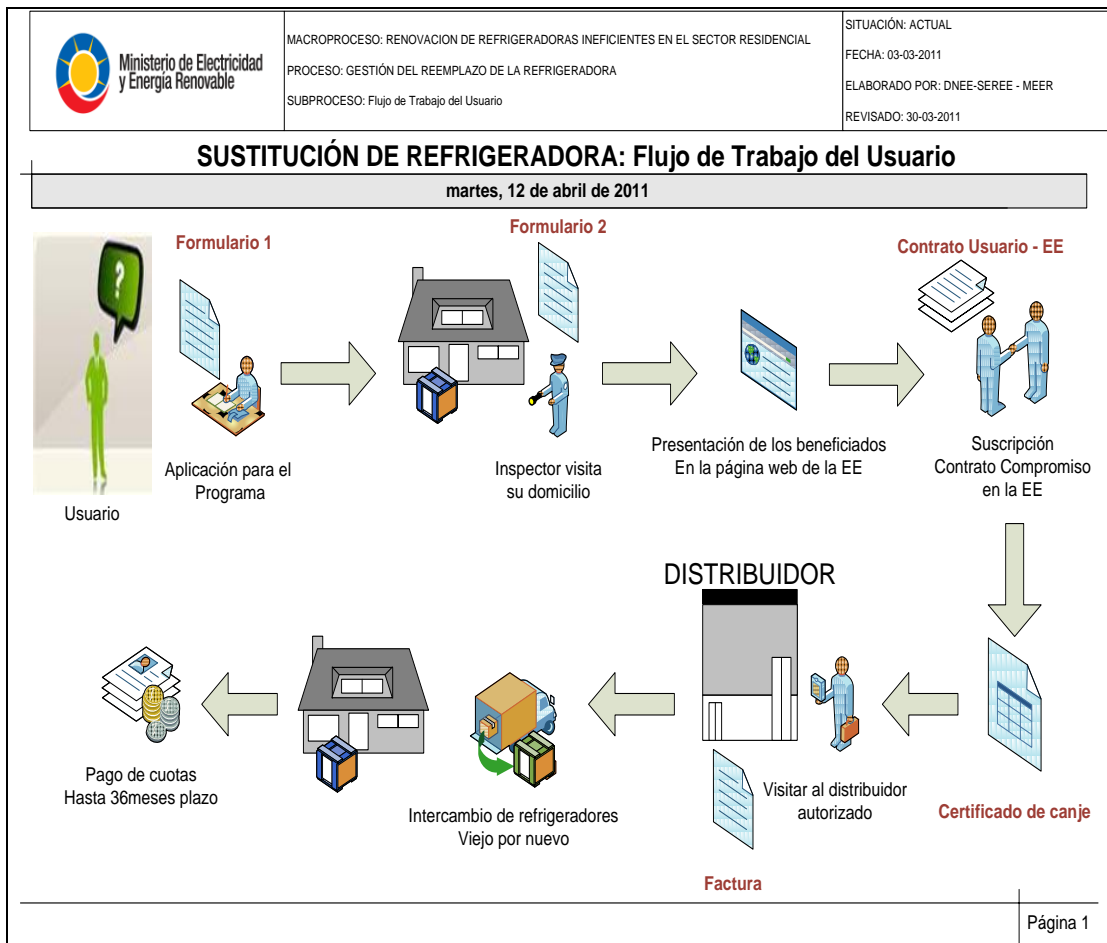 Ministerio de Electricidad
y Energía Renovable
MACROPROCESO: RENOVACION DE REFRIGERADORAS INEFICIENTES EN EL SECTOR RESIDENCIAL
PROCESO: GESTIÓN DEL REEMPLAZO DE LA REFRIGERADORA
SUBPROCESO: Flujo de Trabajo del Usuario
SITUACIÓN: ACTUAL
FECHA: 03-03-2011
ELABORADO POR: DNEE-SEREE - MEER
REVISADO: 30-03-2011
SUSTITUCIÓN DE REFRIGERADORA: Flujo de Trabajo del Usuario
martes, 12 de abril de 2011
?
Usuario
Formulario 1
Aplicación para el
Programa
Formulario 2
Inspector visita
su domicilio
Presentación de los beneficiados
En la página web de la EE
Contrato Usuario - EE
Suscripción
Contrato Compromiso
en la EE
Certificado de canje
DISTRIBUIDOR
Visitar al distribuidor
autorizado
Factura
Intercambio de refrigeradores
Viejo por nuevo
Pago de cuotas
Hasta 36meses plazo
Página 1